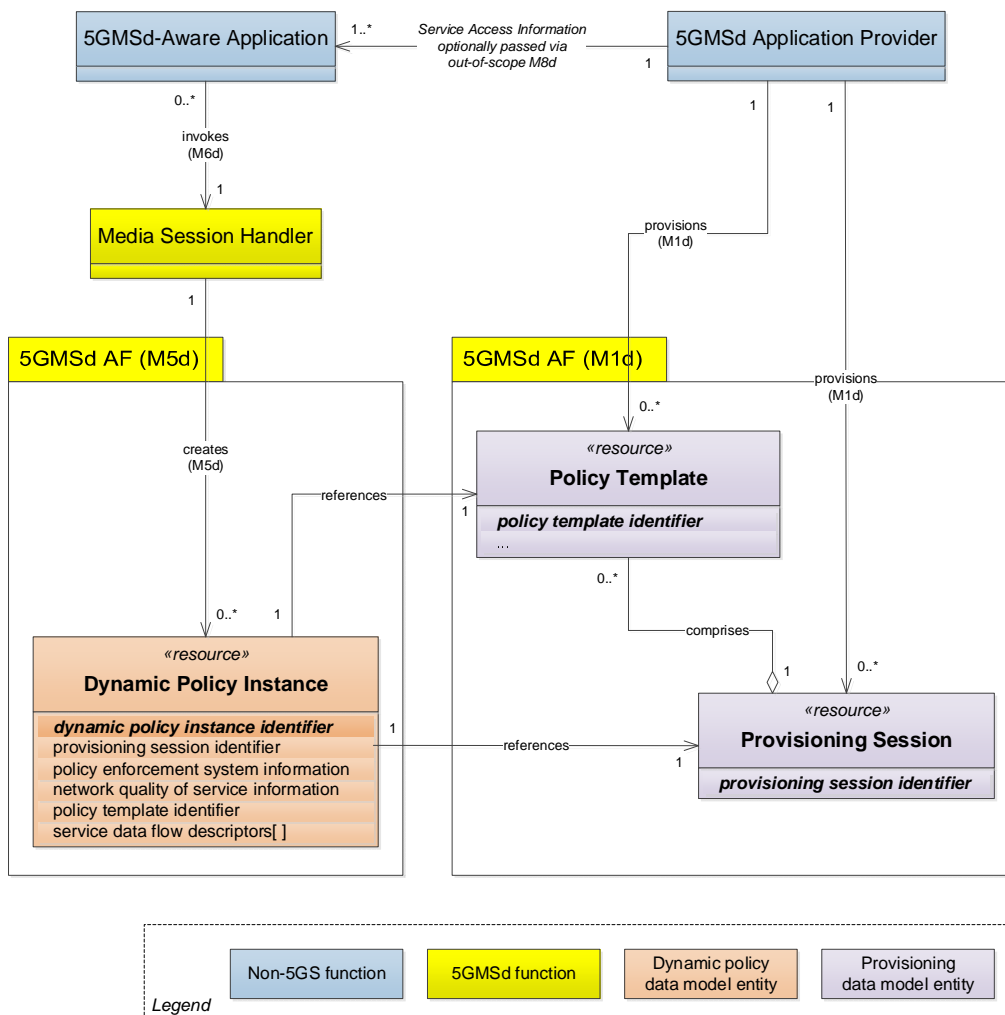 5GMSd-Aware Application
1..*
Service Access Information
optionally passed via
out-of-scope M8d
1
5GMSd Application Provider
0..*
1
1
invokes
(M6d)
1
Media Session Handler
provisions
(M1d)
1
5GMSd AF (M5d)
5GMSd AF (M1d)
provisions
(M1d)
0..*
creates
(M5d)
«resource»
Policy Template
references
1
policy template identifier
...
0..*
0..*
1
comprises
«resource»
Dynamic Policy Instance
1
0..*
dynamic policy instance identifier
provisioning session identifier
policy enforcement system information
network quality of service information
policy template identifier
service data flow descriptors[ ]
1
references
1
«resource»
Provisioning Session
provisioning session identifier
Legend
Non-5GS function
5GMSd function
Dynamic policy
data model entity
Provisioning
data model entity